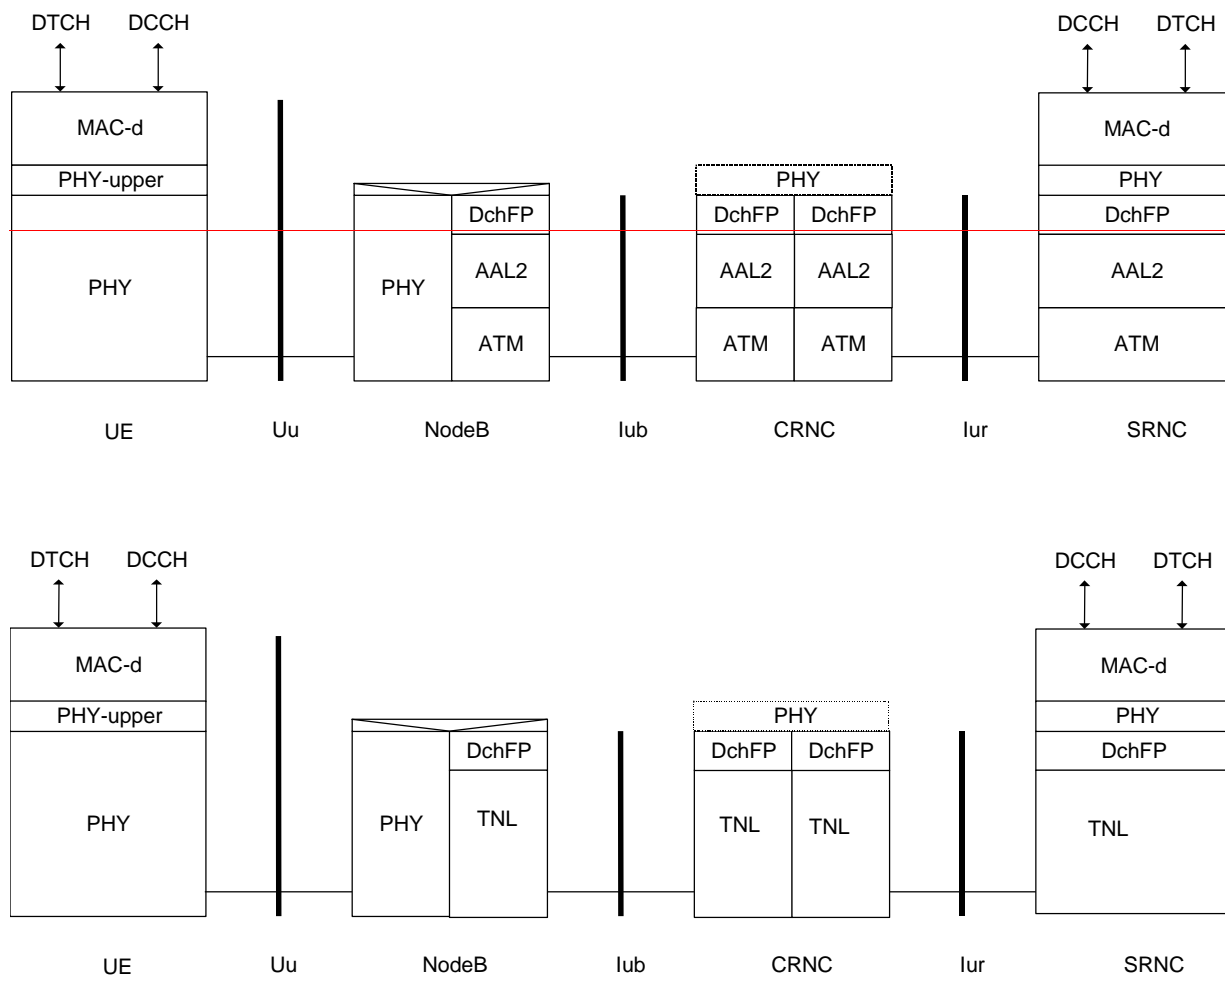 DTCH DCCH DCCH DTCH
MAC-d MAC-d
PHY-upper PHY PHY
DchFP DchFP DchFP DchFP
AAL2 AAL2 AAL2 AAL2
PHY PHY
ATM ATM ATM ATM
UE Uu NodeB Iub CRNC Iur SRNC
DTCH DCCH DCCH DTCH
MAC-d MAC-d
PHY-upper PHY PHY
DchFP DchFP DchFP DchFP
PHY PHY TNL TNL TNL TNL
UE Uu NodeB Iub CRNC Iur SRNC